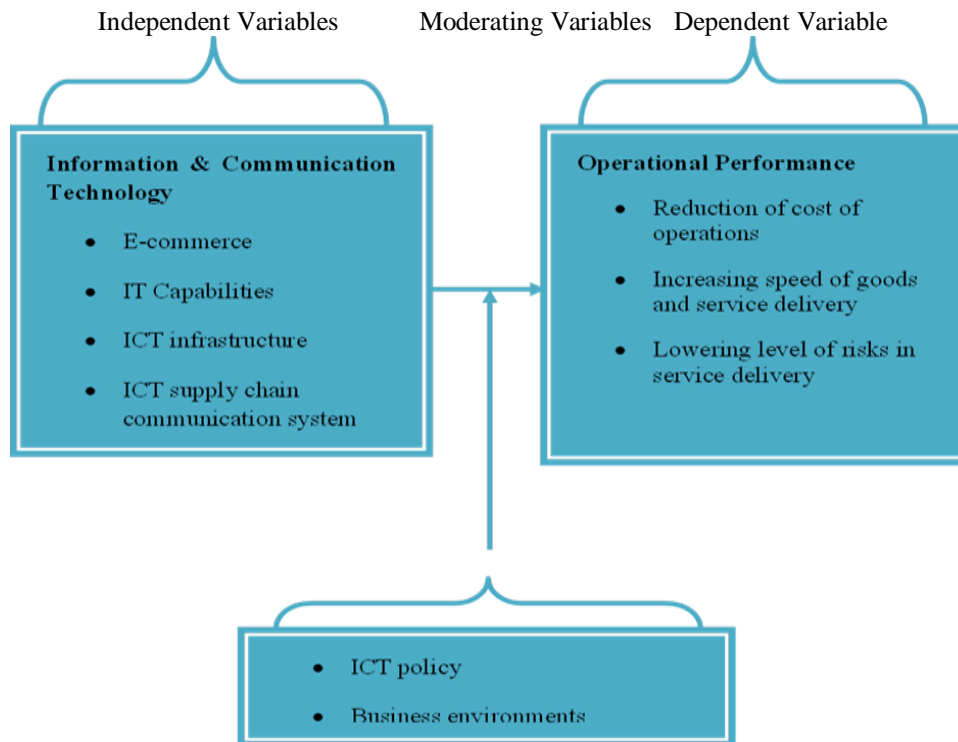 Independent Variables
Moderating Variables
Dependent Variable
Information & Communication
Technology
• E-commerce
• IT Capabilities
• ICT infrastructure
• ICT supply chain
communication system
Operational Performance
• Reduction of cost of
operations
• Increasing speed of goods
and service delivery
• Lowering level of risks in
service delivery
• ICT policy
• Business environments